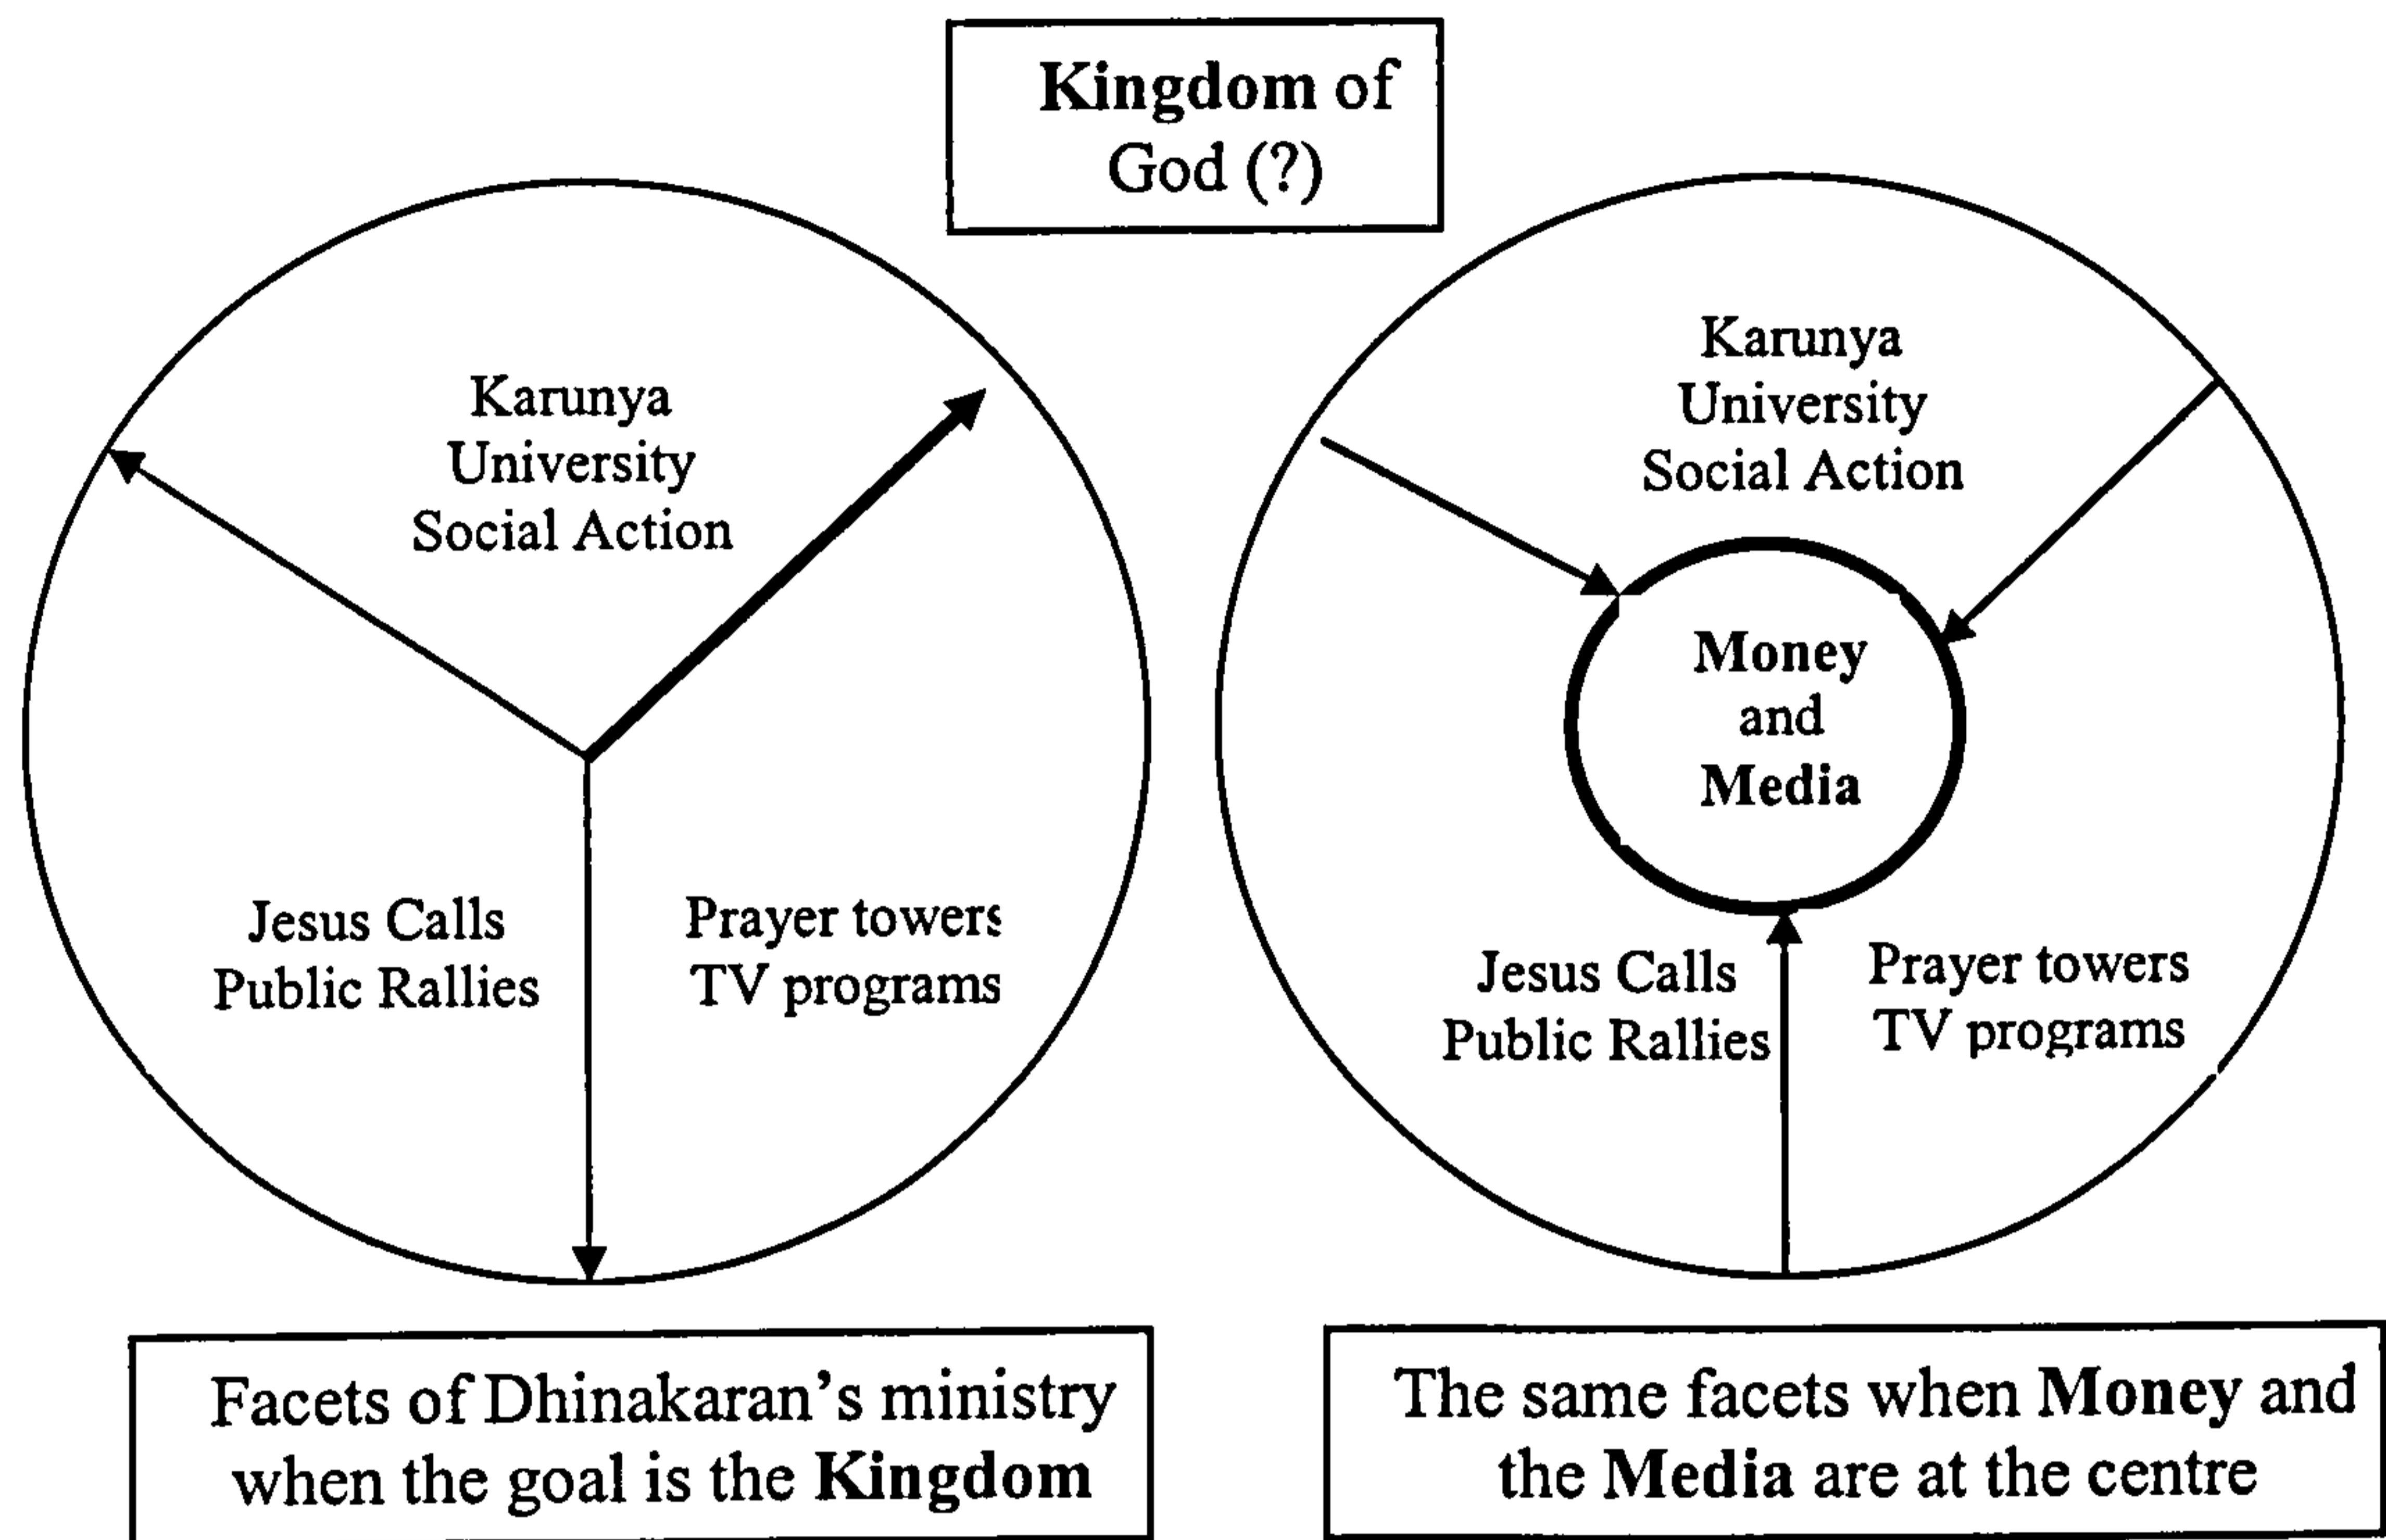 Kingdom of
God (?)
Karunya
University
Social Action
Jesus Calls
Public Rallies
Prayer towers
TV programs
Karunya
University
Social Action
Money
and
Media
Jesus Calls
Public Rallies
Prayer towers
TV programs
Facets of Dhinakaran's ministry
when the goal is the Kingdom
The same facets when Money and
the Media are at the centre